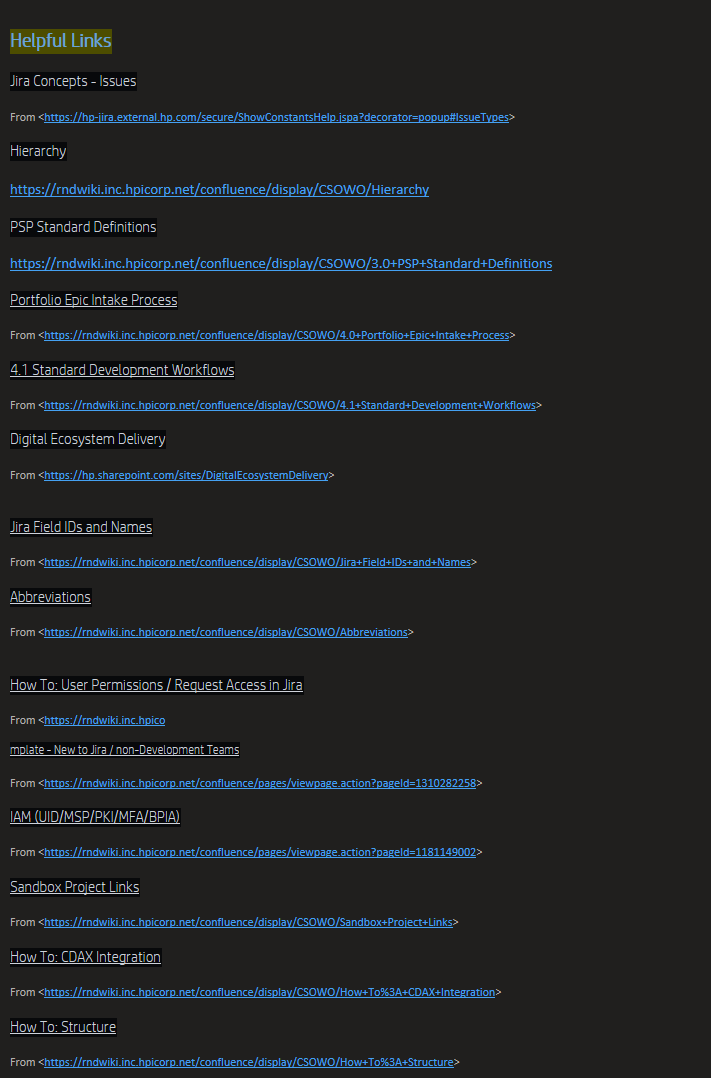 Helpful Links
Jira Concepts - Issues
From <https://hp-jira.external.hp.com/secure/ShowConstantsHelp.jspa?decorator=popup#IssueTypes>
Hierarchy
https://rndwiki.inc.hpicorp.net/confluence/display/CSOWO/Hierarchy
PSP Standard Definitions
https://rndwiki.inc.hpicorp.net/confluence/display/CSOWO/3.0+PSP+Standard+Definitions
Portfolio Epic Intake Process
From <https://rndwiki.inc.hpicorp.net/confluence/display/CSOWO/4.0+Portfolio+Epic+Intake+Process>
4.1 Standard Development Workflows
From <https://rndwiki.inc.hpicorp.net/confluence/display/CSOWO/4.1+Standard+Development+Workflows>
Digital Ecosystem Delivery
From <https://hp.sharepoint.com/sites/DigitalEcosystemDelivery>
Jira Field IDs and Names
From <https://rndwiki.inc.hpicorp.net/confluence/display/CSOWO/Jira+Field+IDs+and+Names>
Abbreviations
From <https://rndwiki.inc.hpicorp.net/confluence/display/CSOWO/Abbreviations>
How To: User Permissions / Request Access in Jira
From <https://rndwiki.inc.hpico
mplate - New to Jira / non-Development Teams
From <https://rndwiki.inc.hpicorp.net/confluence/pages/viewpage.action?pageId=1310282258>
IAM (UID/MSP/PKI/MFA/BPIA)
From <https://rndwiki.inc.hpicorp.net/confluence/pages/viewpage.action?pageId=1181149002>
Sandbox Project Links
From <https://rndwiki.inc.hpicorp.net/confluence/display/CSOWO/Sandbox+Project+Links>
How To: CDAX Integration
From <https://rndwiki.inc.hpicorp.net/confluence/display/CSOWO/How+To%3A+CDAX+Integration>
How To: Structure
From <https://rndwiki.inc.hpicorp.net/confluence/display/CSOWO/How+To%3A+Structure>